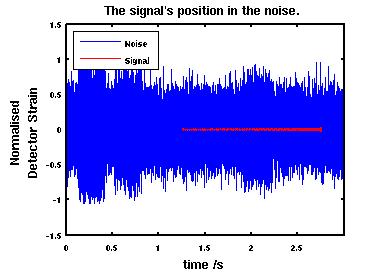 The signal's position in the noise.
Normalised
Detector Strain
1.5
1
0.5
0
-0.5
-1
-1.5
Noise
Signal
0
0.5
1
1.5
2
2.5
time /s